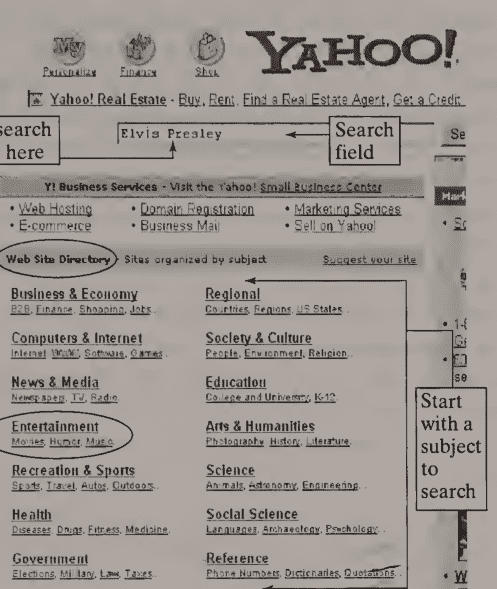 YAHOO!
Personalize Finance Shop
Yahoo! Real Estate - Buy, Rent, Find a Real Estate Agent, Get a Credit
search
here
Elvis Presley
Search
field
Se
Y! Business Services - Visit the Yahoo! Small Business Center
• Web Hosting • Domain Registration • Marketing Services
• E-commerce • Business Mail • Sell on Yahoo!
Web Site Directory Sites organized by subject Suggest your site
Business & Economy
B2B, Finance, Shopping, Jobs..
Regional
Countries, Regions, US States..
Computers & Internet
Internet, WWW, Software, Games..
Society & Culture
People, Environment, Religion..
News & Media
Newspapers, TV, Radio..
Education
College and University, K-12..
Entertainment
Movies, Humor, Music..
Arts & Humanities
Photography, History, Literature..
Recreation & Sports
Sports, Travel, Autos, Outdoors..
Science
Animals, Astronomy, Engineering..
Health
Diseases, Drugs, Fitness, Medicine..
Social Science
Languages, Archaeology, Psychology..
Government
Elections, Military, Law, Taxes..
Reference
Phone Numbers, Dictionaries, Quotations..
Start
with a
subject
to
search